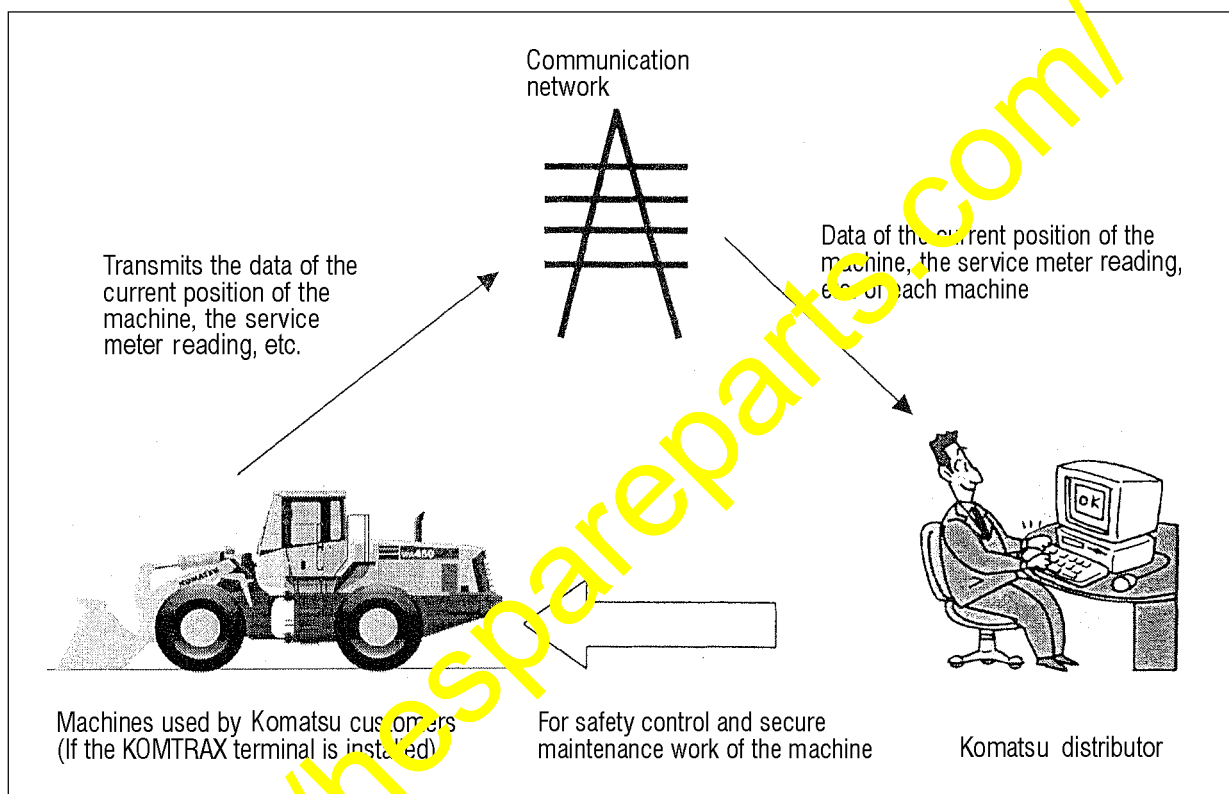 Communication
network
Transmits the data of the
current position of the
machine, the service
meter reading, etc.
Data of the current position of the
machine, the service meter reading,
etc. of each machine
OK
KOMATSU
Machines used by Komatsu customers
(If the KOMTRAX terminal is installed)
For safety control and secure
maintenance work of the machine
Komatsu distributor
/hespareparts.com/